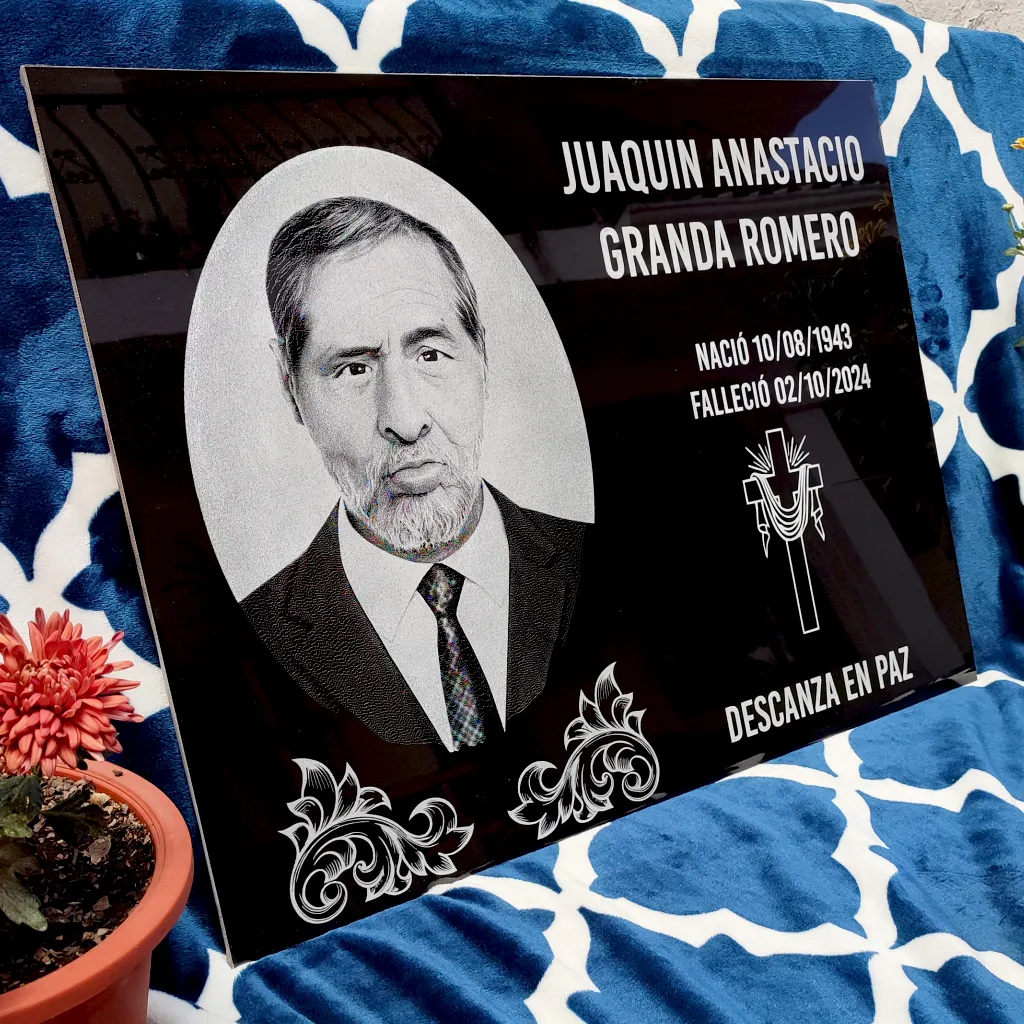 JUAQUIN ANASTACIO
GRANDA ROMERO
NACIÓ 10/08/1943
FALLECIÓ 02/10/2024
DESCANZA EN PAZ